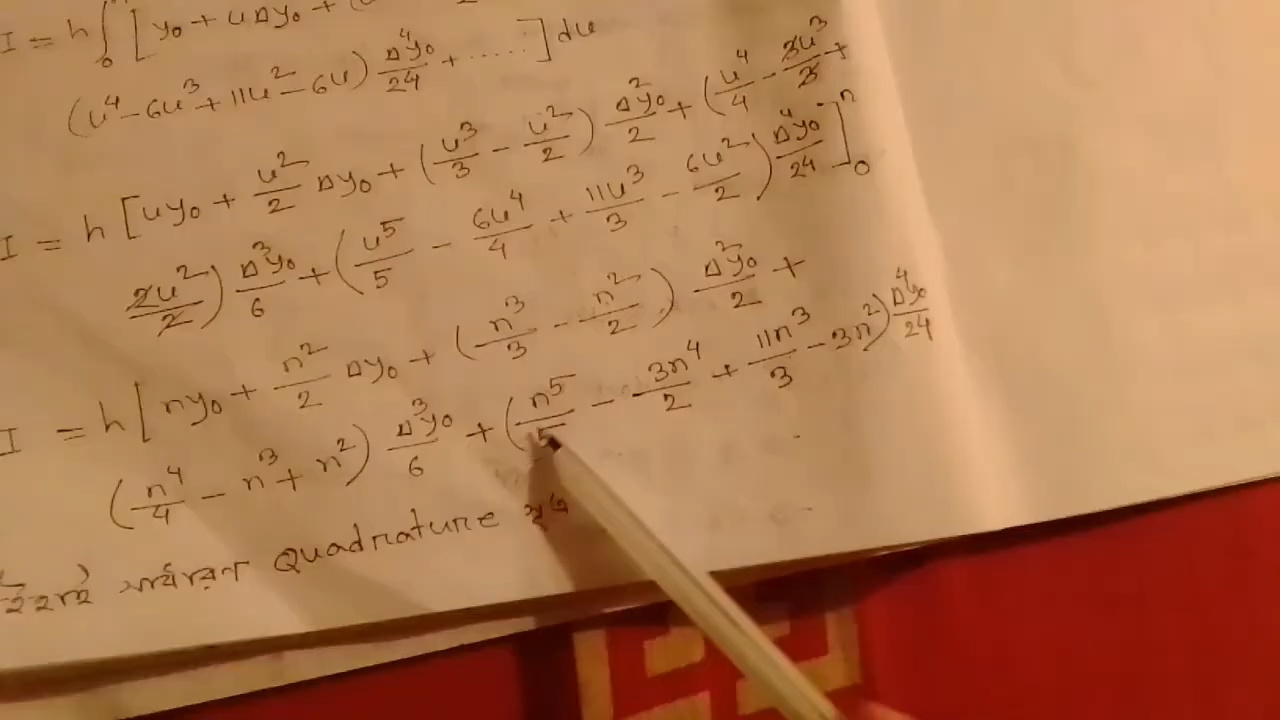 I = h∫₀ [y₀ + uΔy₀ + (
(u⁴ - 6u³ + 11u² - 6u) Δ⁴y₀/24 + ......] du
I = h [uy₀ + u²/2 Δy₀ + (u³/3 - u²/2) Δ²y₀/2 + (u⁴/4 - 3u³/3 +
2u²/2) Δ³y₀/6 + (u⁵/5 - 6u⁴/4 + 11u³/3 - 6u²/2) Δ⁴y₀/24]₀ⁿ
I = h [ny₀ + n²/2 Δy₀ + (n³/3 - n²/2) Δ²y₀/2 +
(n⁴/4 - n³ + n²) Δ³y₀/6 + (n⁵/5 - 3n⁴/2 + 11n³/3 - 3n²) Δ⁴y₀/24
ইহাই সাধারণ Quadrature সূত্র